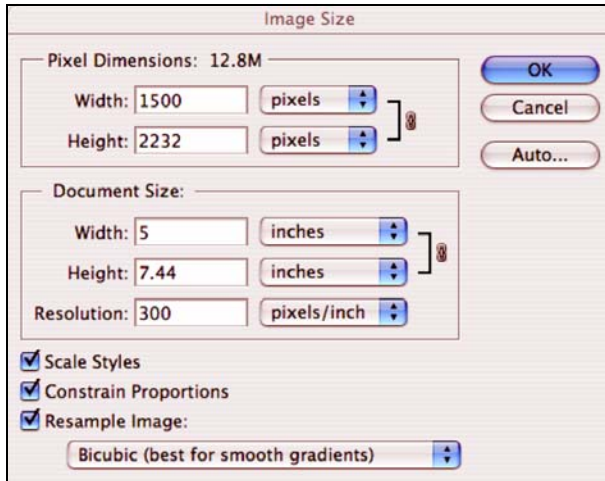 Image Size
Pixel Dimensions: 12.8M
Width: 1500 pixels
Height: 2232 pixels
OK
Cancel
Auto...
Document Size:
Width: 5 inches
Height: 7.44 inches
Resolution: 300 pixels/inch
Scale Styles
Constrain Proportions
Resample Image:
Bicubic (best for smooth gradients)